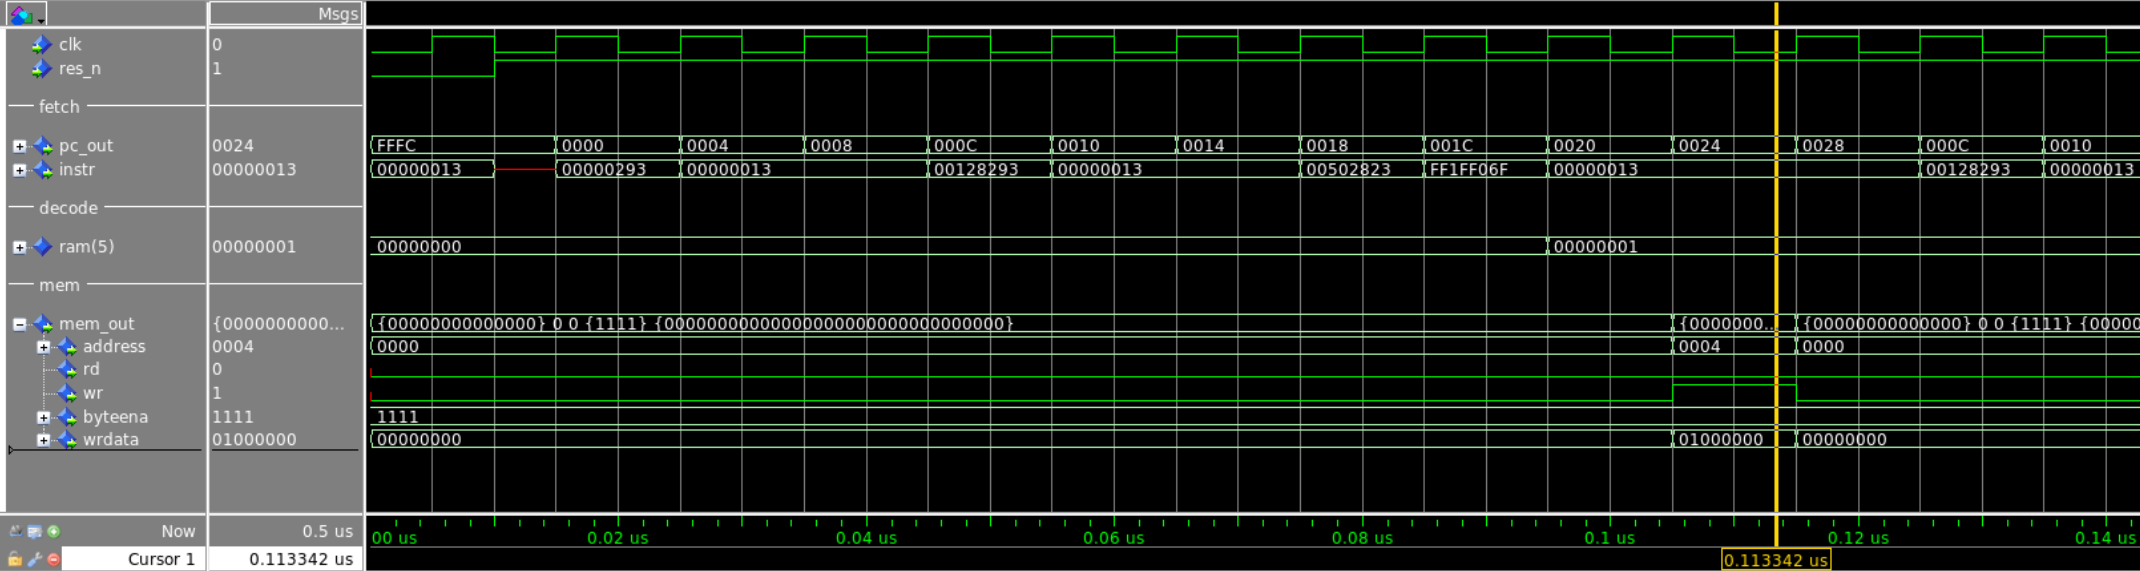 Msgs
clk 0
res_n 1
fetch
pc_out 0024 FFFC 0000 0004 0008 000C 0010 0014 0018 001C 0020 0024 0028 000C 0010
instr 00000013 00000013 00000293 00000013 00128293 00000013 00502823 FF1FF06F 00000013 00128293 00000013
decode
ram(5) 00000001 00000000 00000001
mem
mem_out {0000000000... {00000000000000} 0 0 {1111} {00000000000000000000000000000000} {0000000... {00000000000000} 0 0 {1111} {00000
address 0004 0000 0004 0000
rd 0
wr 1
byteena 1111 1111
wrdata 01000000 00000000 01000000 00000000
Now 0.5 us 00 us 0.02 us 0.04 us 0.06 us 0.08 us 0.1 us 0.12 us 0.14 us
Cursor 1 0.113342 us 0.113342 us